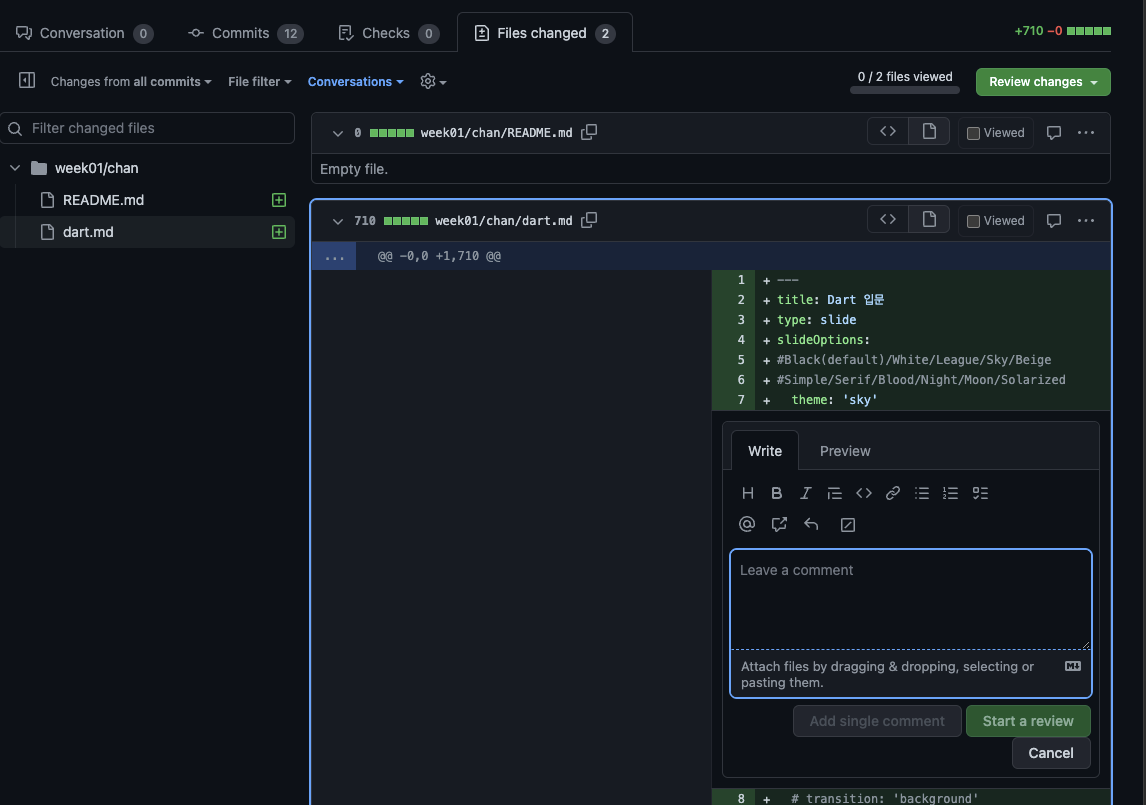 Conversation 0 Commits 12 Checks 0 Files changed 2 +710 −0
Changes from all commits File filter Conversations 0 / 2 files viewed Review changes
Filter changed files
week01/chan
README.md
dart.md
0 week01/chan/README.md Viewed
Empty file.
710 week01/chan/dart.md Viewed
... @@ -0,0 +1,710 @@
1 + ---
2 + title: Dart 입문
3 + type: slide
4 + slideOptions:
5 + #Black(default)/White/League/Sky/Beige
6 + #Simple/Serif/Blood/Night/Moon/Solarized
7 +   theme: 'sky'
Write Preview
Leave a comment
Attach files by dragging & dropping, selecting or
pasting them.
Add single comment Start a review
Cancel
8 +   # transition: 'background'